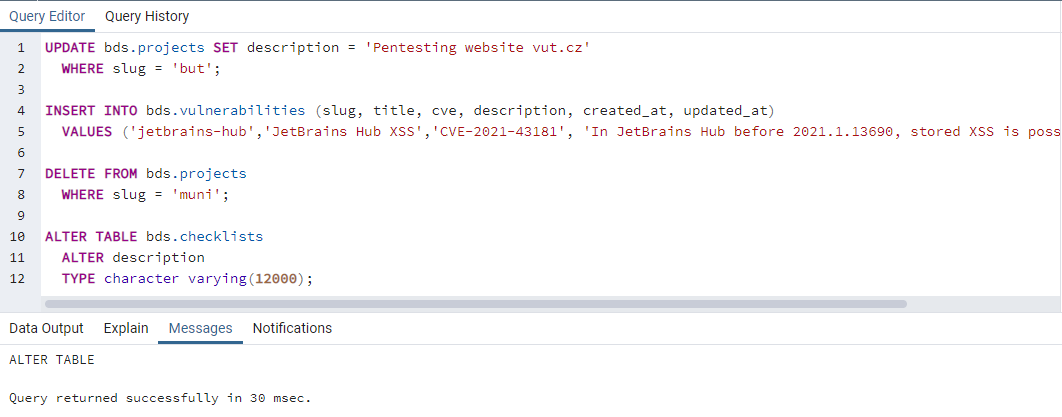 Query Editor Query History
1 UPDATE bds.projects SET description = 'Pentesting website vut.cz'
2 WHERE slug = 'but';
3
4 INSERT INTO bds.vulnerabilities (slug, title, cve, description, created_at, updated_at)
5 VALUES ('jetbrains-hub','JetBrains Hub XSS','CVE-2021-43181', 'In JetBrains Hub before 2021.1.13690, stored XSS is poss
6
7 DELETE FROM bds.projects
8 WHERE slug = 'muni';
9
10 ALTER TABLE bds.checklists
11 ALTER description
12 TYPE character varying(12000);
Data Output Explain Messages Notifications
ALTER TABLE
Query returned successfully in 30 msec.